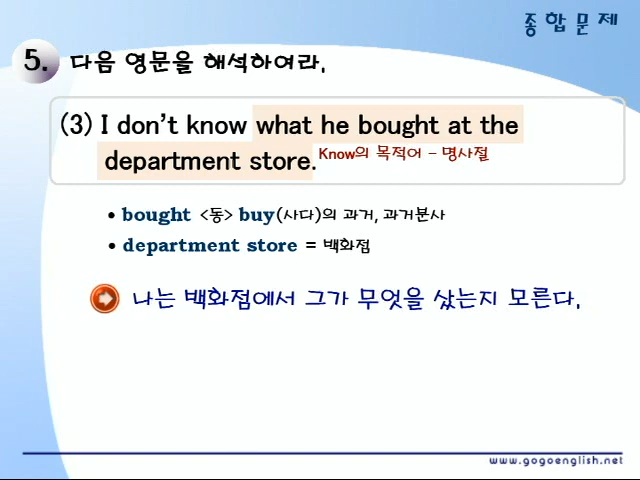 종합문제
5. 다음 영문을 해석하여라.
(3) I don't know what he bought at the
department store. Know의 목적어 - 명사절
• bought <동> buy(사다)의 과거, 과거분사
• department store = 백화점
나는 백화점에서 그가 무엇을 샀는지 모른다.
www.gogoenglish.net